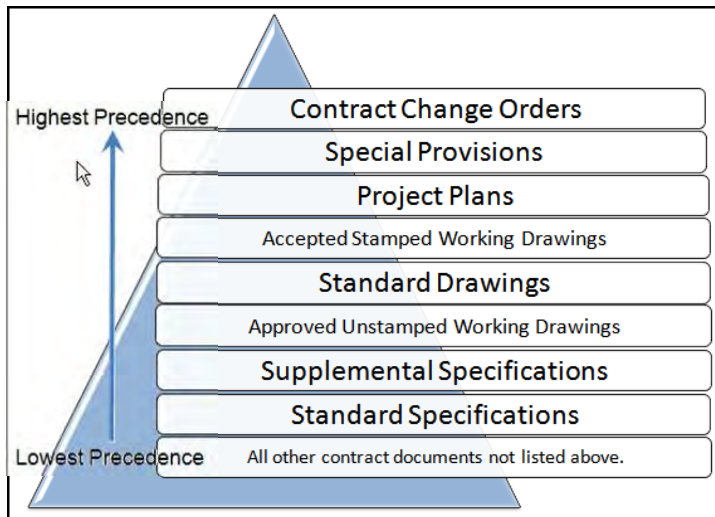 Contract Change Orders
Highest Precedence
Special Provisions
Project Plans
Accepted Stamped Working Drawings
Standard Drawings
Approved Unstamped Working Drawings
Supplemental Specifications
Standard Specifications
Lowest Precedence
All other contract documents not listed above.